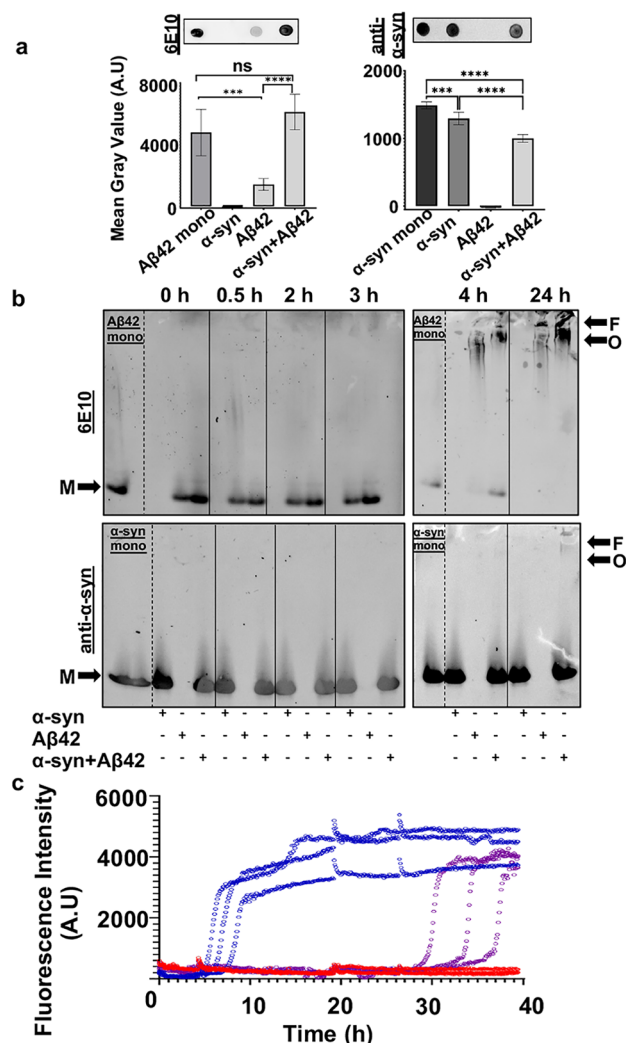 a
6E10
anti-
α-syn
Mean Gray Value (A.U)
8000
4000
0
ns
***
****
Aβ42 mono
α-syn
Aβ42
α-syn+Aβ42
2000
1000
0
****
***
****
α-syn mono
α-syn
Aβ42
α-syn+Aβ42
b
0 h 0.5 h 2 h 3 h 4 h 24 h
Aβ42
mono
Aβ42
mono
F
O
6E10
M
α-syn
mono
α-syn
mono
F
O
anti-α-syn
M
α-syn + - - + - - + - - + - - + - - + - -
Aβ42 - + - - + - - + - - + - - + - - + -
α-syn+Aβ42 - - + - - + - - + - - + - - + - - +
c
Fluorescence Intensity
(A.U)
6000
4000
2000
0 10 20 30 40
Time (h)